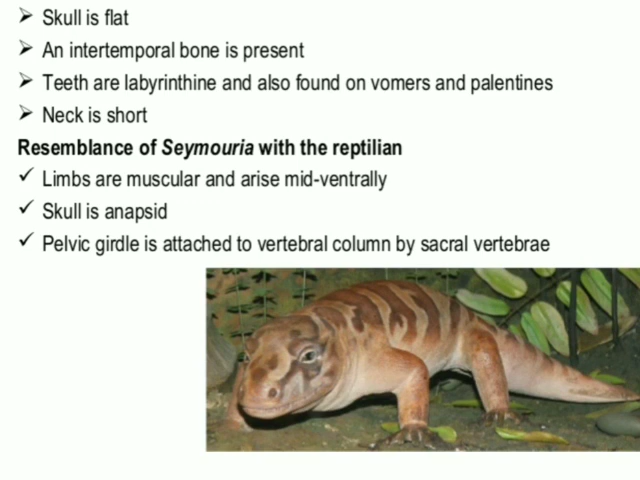 ➢ Skull is flat
➢ An intertemporal bone is present
➢ Teeth are labyrinthine and also found on vomers and palentines
➢ Neck is short
Resemblance of Seymouria with the reptilian
✓ Limbs are muscular and arise mid-ventrally
✓ Skull is anapsid
✓ Pelvic girdle is attached to vertebral column by sacral vertebrae